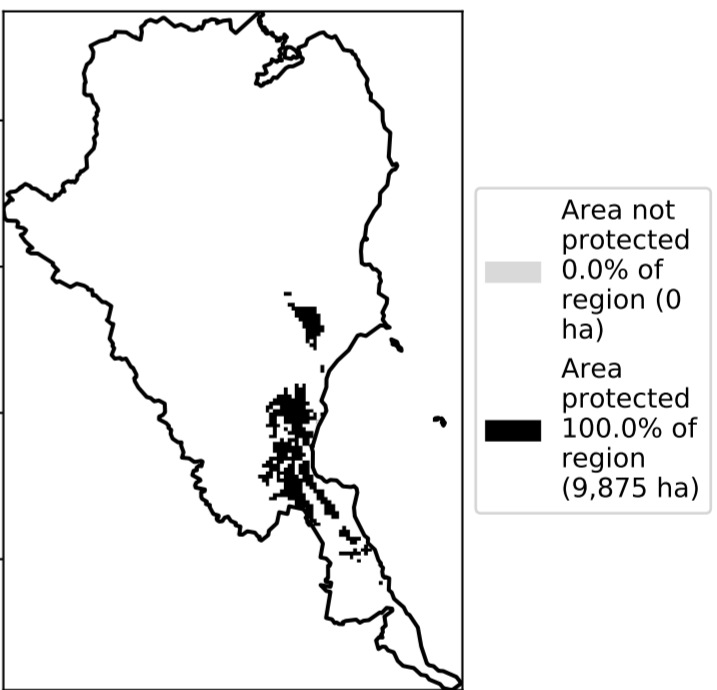 Area not
protected
0.0% of
region (0
ha)
Area
protected
100.0% of
region
(9,875 ha)